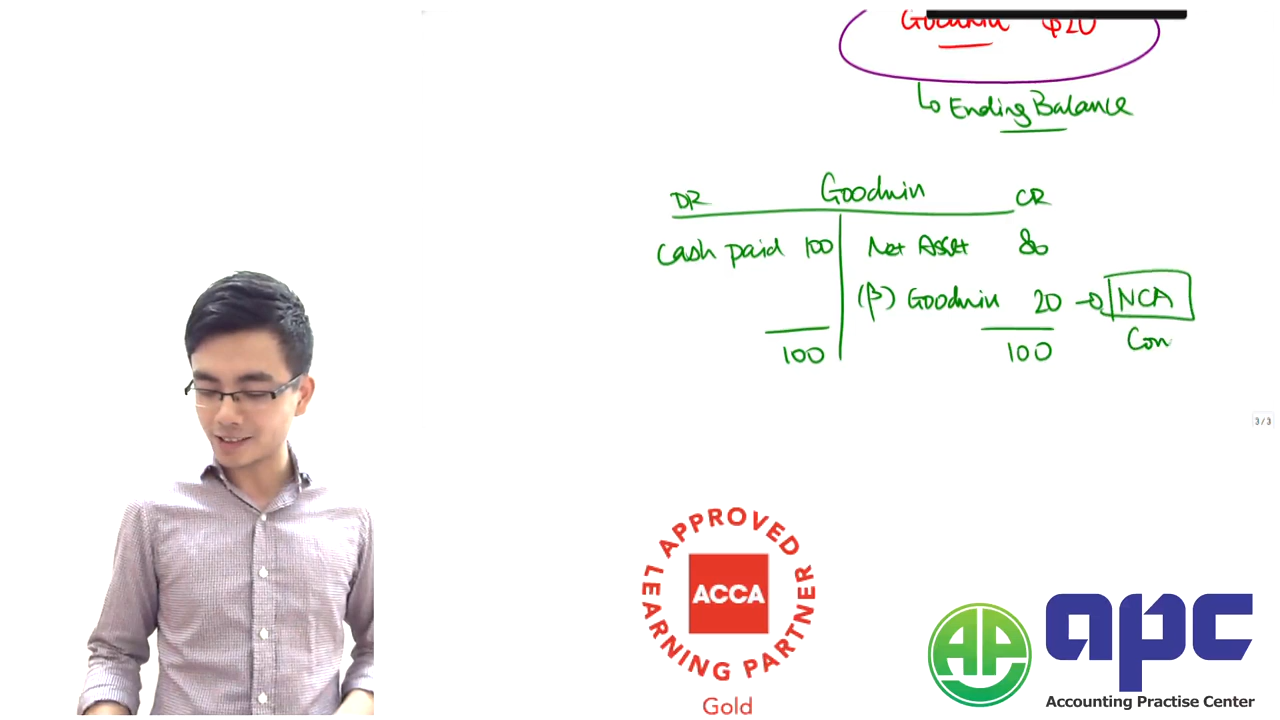 Goodwin $20
↳ Ending Balance
DR Goodwin CR
Cash paid 100 Net Asset 80
(β) Goodwin 20 → NCA
100 100 Con
3/3
APPROVED
LEARNING PARTNER
ACCA
Gold
AP
apc
Accounting Practise Center